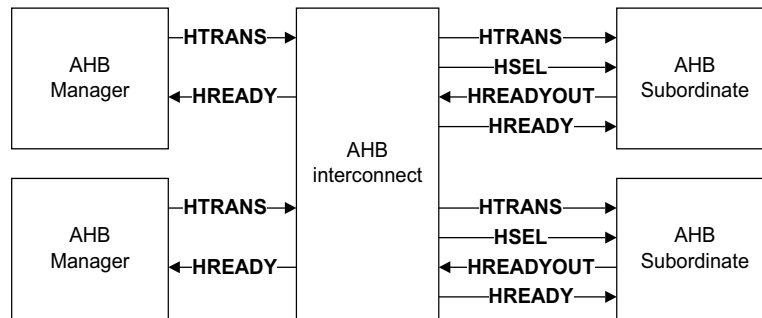 AHB
Manager
HTRANS
HREADY
AHB
Manager
HTRANS
HREADY
AHB
interconnect
HTRANS
HSEL
HREADYOUT
HREADY
AHB
Subordinate
HTRANS
HSEL
HREADYOUT
HREADY
AHB
Subordinate